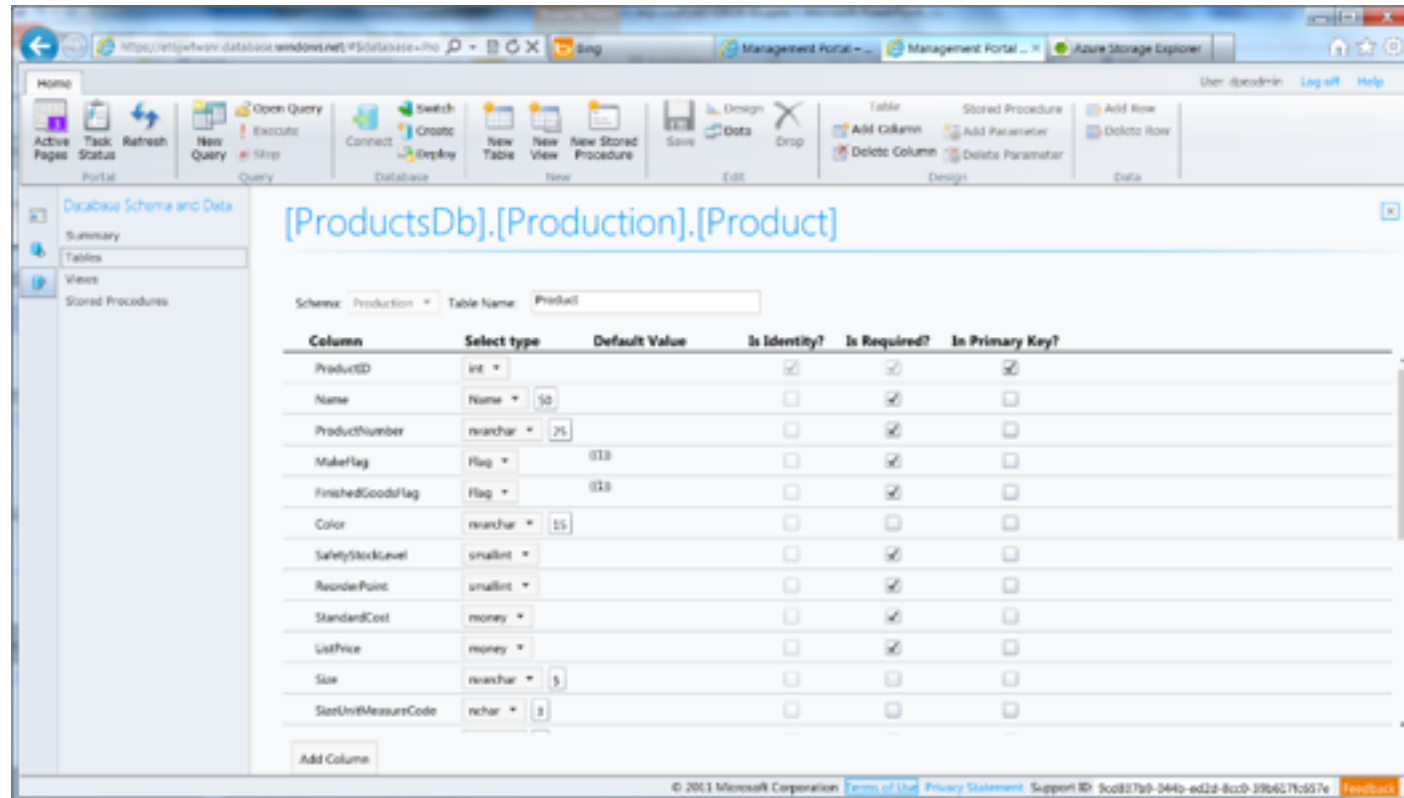 bing
Management Portal - ...
Management Portal ...
Azure Storage Explorer
Home
User: dpeadmin Log off Help
Active Pages
Task Status
Refresh
New Query
Open Query
Execute
Stop
Connect
Switch
Create
Deploy
New Table
New View
New Stored Procedure
Save
Design
Data
Drop
Table
Add Column
Delete Column
Stored Procedure
Add Parameter
Delete Parameter
Add Row
Delete Row
Portal Query Database New Edit Design Data
Database Schema and Data
Summary
Tables
Views
Stored Procedures
[ProductsDb].[Production].[Product]
Schema: Production Table Name: Product
Column Select type Default Value Is Identity? Is Required? In Primary Key?
ProductID int
Name Name 50
ProductNumber nvarchar 25
MakeFlag Flag ((1))
FinishedGoodsFlag Flag ((1))
Color nvarchar 15
SafetyStockLevel smallint
ReorderPoint smallint
StandardCost money
ListPrice money
Size nvarchar 5
SizeUnitMeasureCode nchar 3
Add Column
© 2011 Microsoft Corporation Terms of Use Privacy Statement Support ID: Feedback